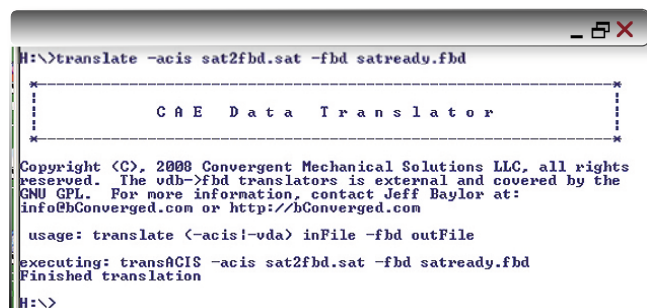 H:\>translate -acis sat2fbd.sat -fbd satready.fbd
*------------------------------------------------------------*
¦ CAE Data Translator ¦
*------------------------------------------------------------*
Copyright (C), 2008 Convergent Mechanical Solutions LLC, all rights
reserved. The vdb->fbd translators is external and covered by the
GNU GPL. For more information, contact Jeff Baylor at:
info@bConverged.com or http://bConverged.com
usage: translate (-acis¦-vda) inFile -fbd outFile
executing: transACIS -acis sat2fbd.sat -fbd satready.fbd
Finished translation
H:\>